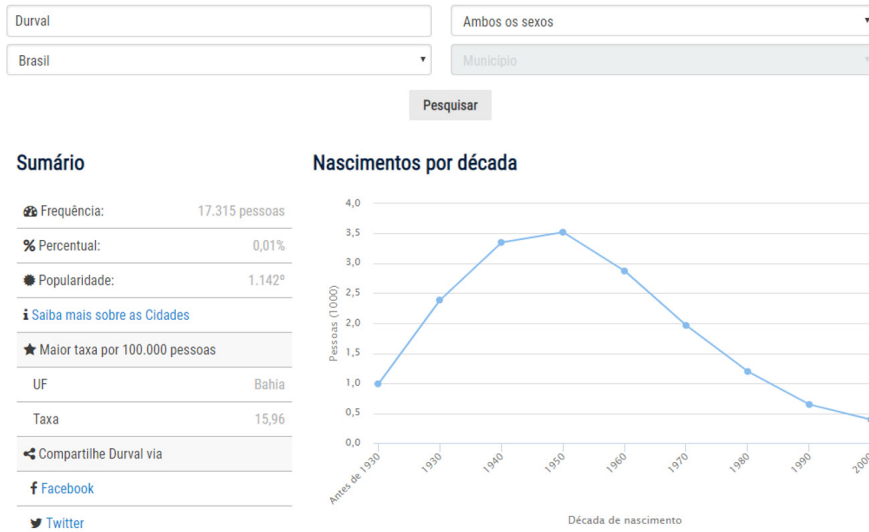 Durval
Ambos os sexos
Brasil
Município
Pesquisar
Sumário
Frequência: 17.315 pessoas
% Percentual: 0,01%
Popularidade: 1.142º
Saiba mais sobre as Cidades
Maior taxa por 100.000 pessoas
UF Bahia
Taxa 15,96
Compartilhe Durval via
Facebook
Twitter
Nascimentos por década
Pessoas (1000)
4,0
3,5
3,0
2,5
2,0
1,5
1,0
0,5
0,0
Antes de 1930
1930
1940
1950
1960
1970
1980
1990
2000
Década de nascimento